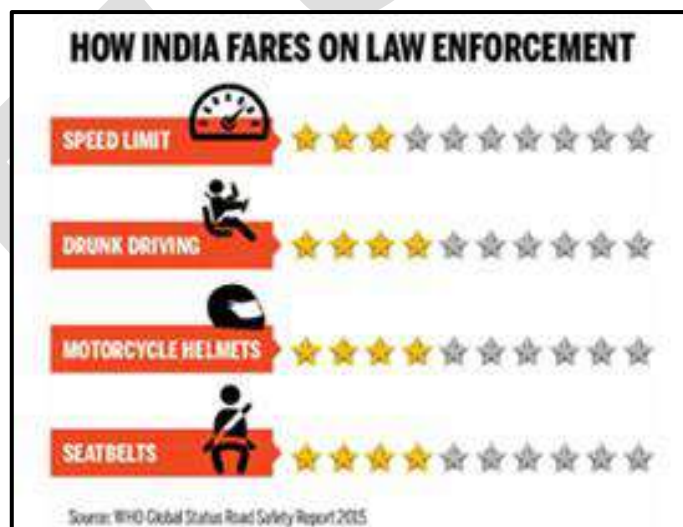 HOW INDIA FARES ON LAW ENFORCEMENT
SPEED LIMIT
DRUNK DRIVING
MOTORCYCLE HELMETS
SEATBELTS
Source: WHO Global Status Road Safety Report 2015